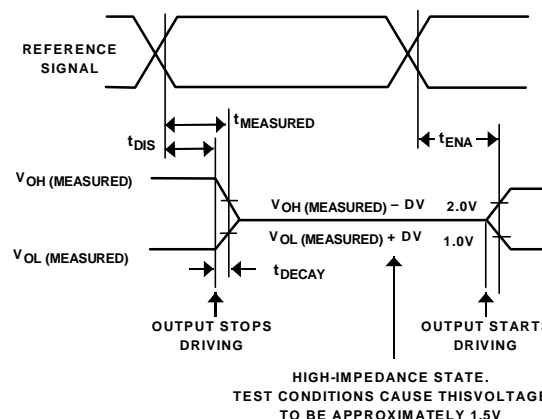 REFERENCE
SIGNAL
tMEASURED
tDIS
tENA
VOH (MEASURED)
VOH (MEASURED) – DV 2.0V
VOL (MEASURED) + DV 1.0V
VOL (MEASURED)
tDECAY
OUTPUT STOPS
DRIVING
OUTPUT STARTS
DRIVING
HIGH-IMPEDANCE STATE.
TEST CONDITIONS CAUSE THISVOLTAGE
TO BE APPROXIMATELY 1.5V